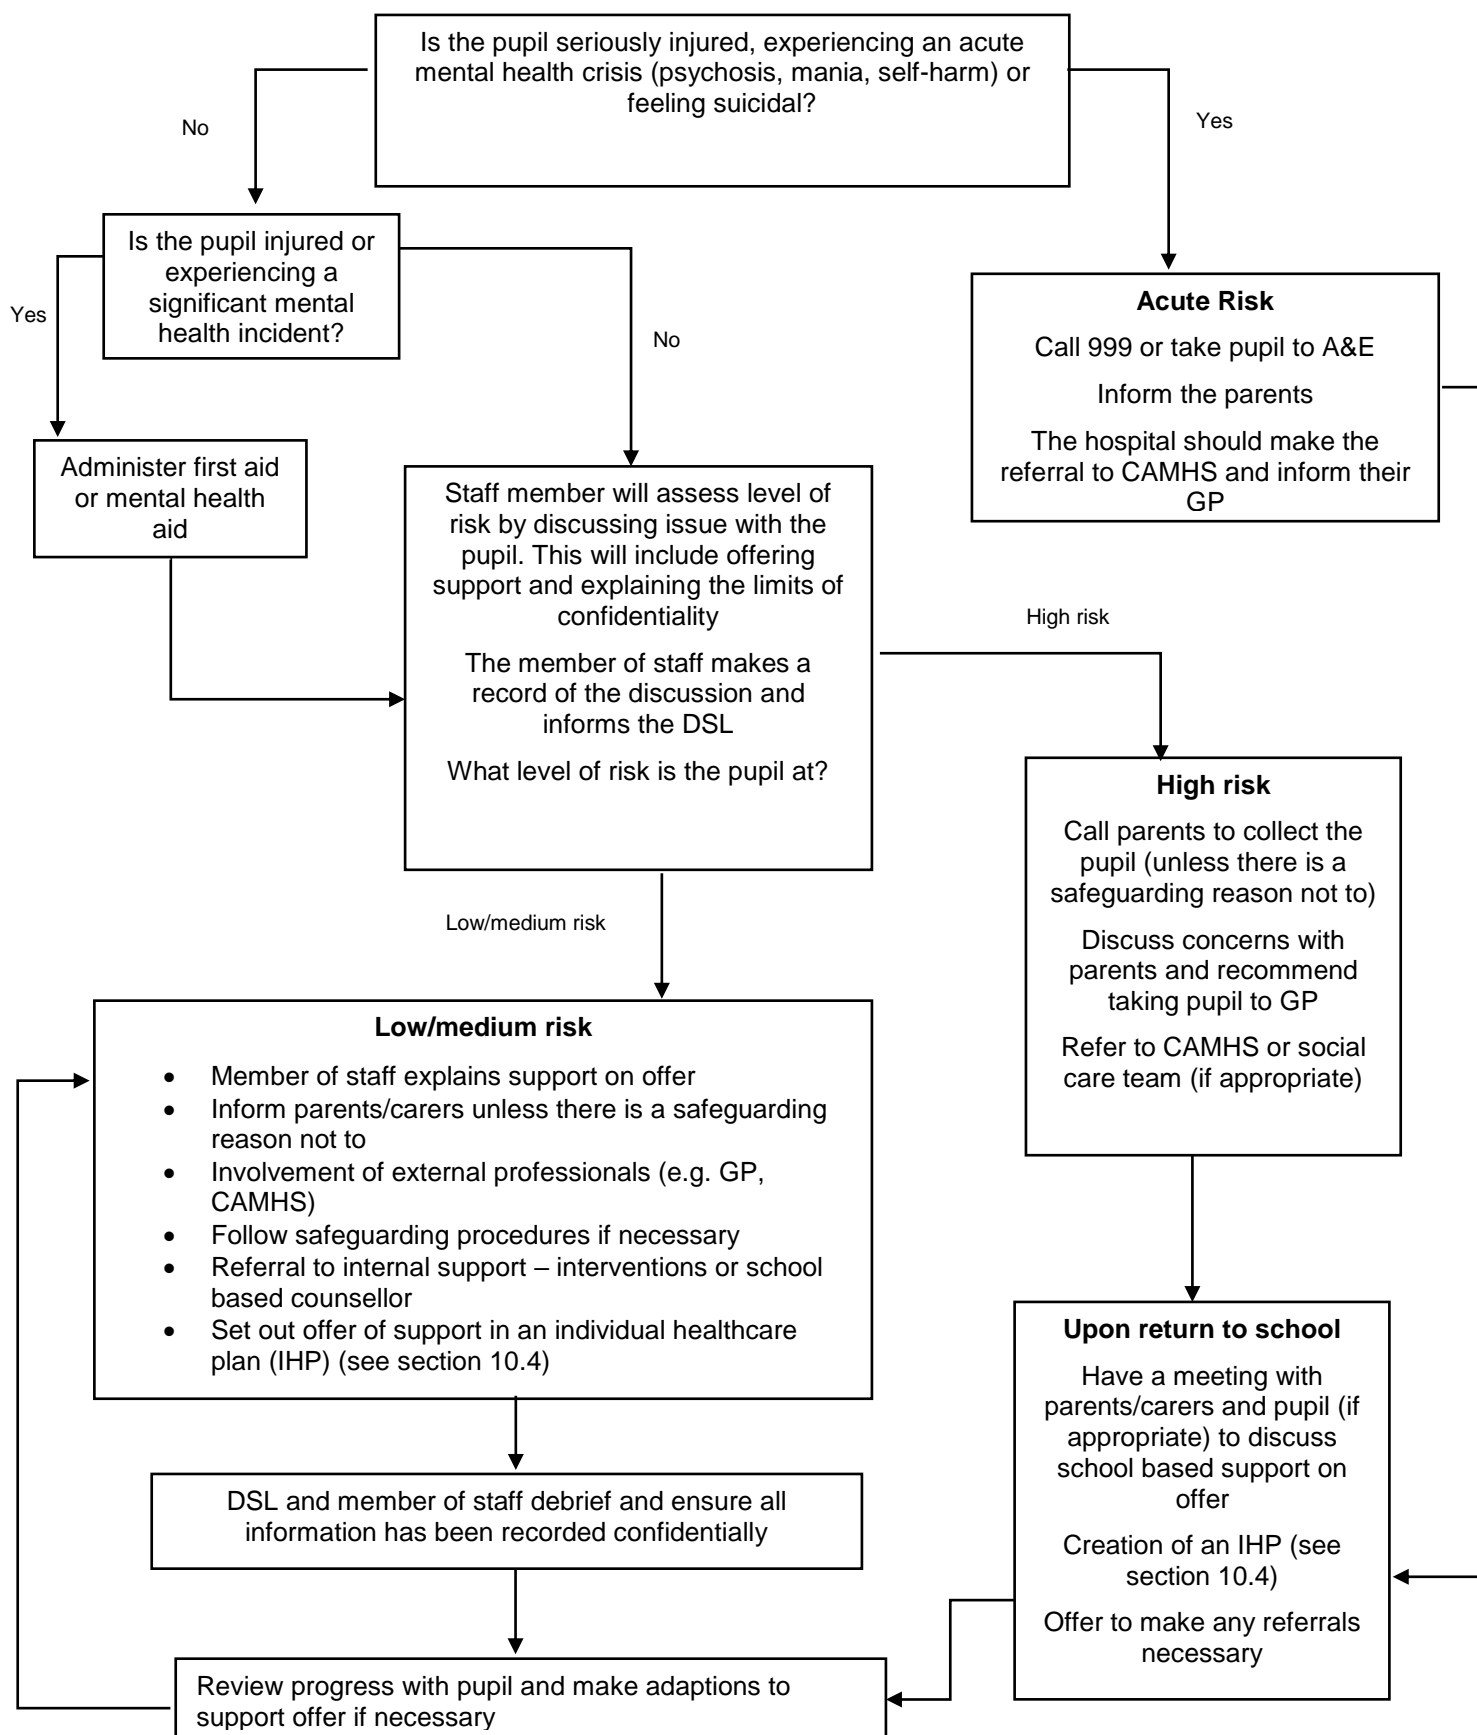 Is the pupil seriously injured, experiencing an acute
mental health crisis (psychosis, mania, self-harm) or
feeling suicidal?
No
Yes
Is the pupil injured or
experiencing a
significant mental
health incident?
Yes
No
Acute Risk
Call 999 or take pupil to A&E
Inform the parents
The hospital should make the
referral to CAMHS and inform their
GP
Administer first aid
or mental health
aid
Staff member will assess level of
risk by discussing issue with the
pupil. This will include offering
support and explaining the limits of
confidentiality
The member of staff makes a
record of the discussion and
informs the DSL
What level of risk is the pupil at?
High risk
High risk
Call parents to collect the
pupil (unless there is a
safeguarding reason not to)
Discuss concerns with
parents and recommend
taking pupil to GP
Refer to CAMHS or social
care team (if appropriate)
Low/medium risk
Low/medium risk
• Member of staff explains support on offer
• Inform parents/carers unless there is a safeguarding
reason not to
• Involvement of external professionals (e.g. GP,
CAMHS)
• Follow safeguarding procedures if necessary
• Referral to internal support – interventions or school
based counsellor
• Set out offer of support in an individual healthcare
plan (IHP) (see section 10.4)
Upon return to school
Have a meeting with
parents/carers and pupil (if
appropriate) to discuss
school based support on
offer
Creation of an IHP (see
section 10.4)
Offer to make any referrals
necessary
DSL and member of staff debrief and ensure all
information has been recorded confidentially
Review progress with pupil and make adaptions to
support offer if necessary